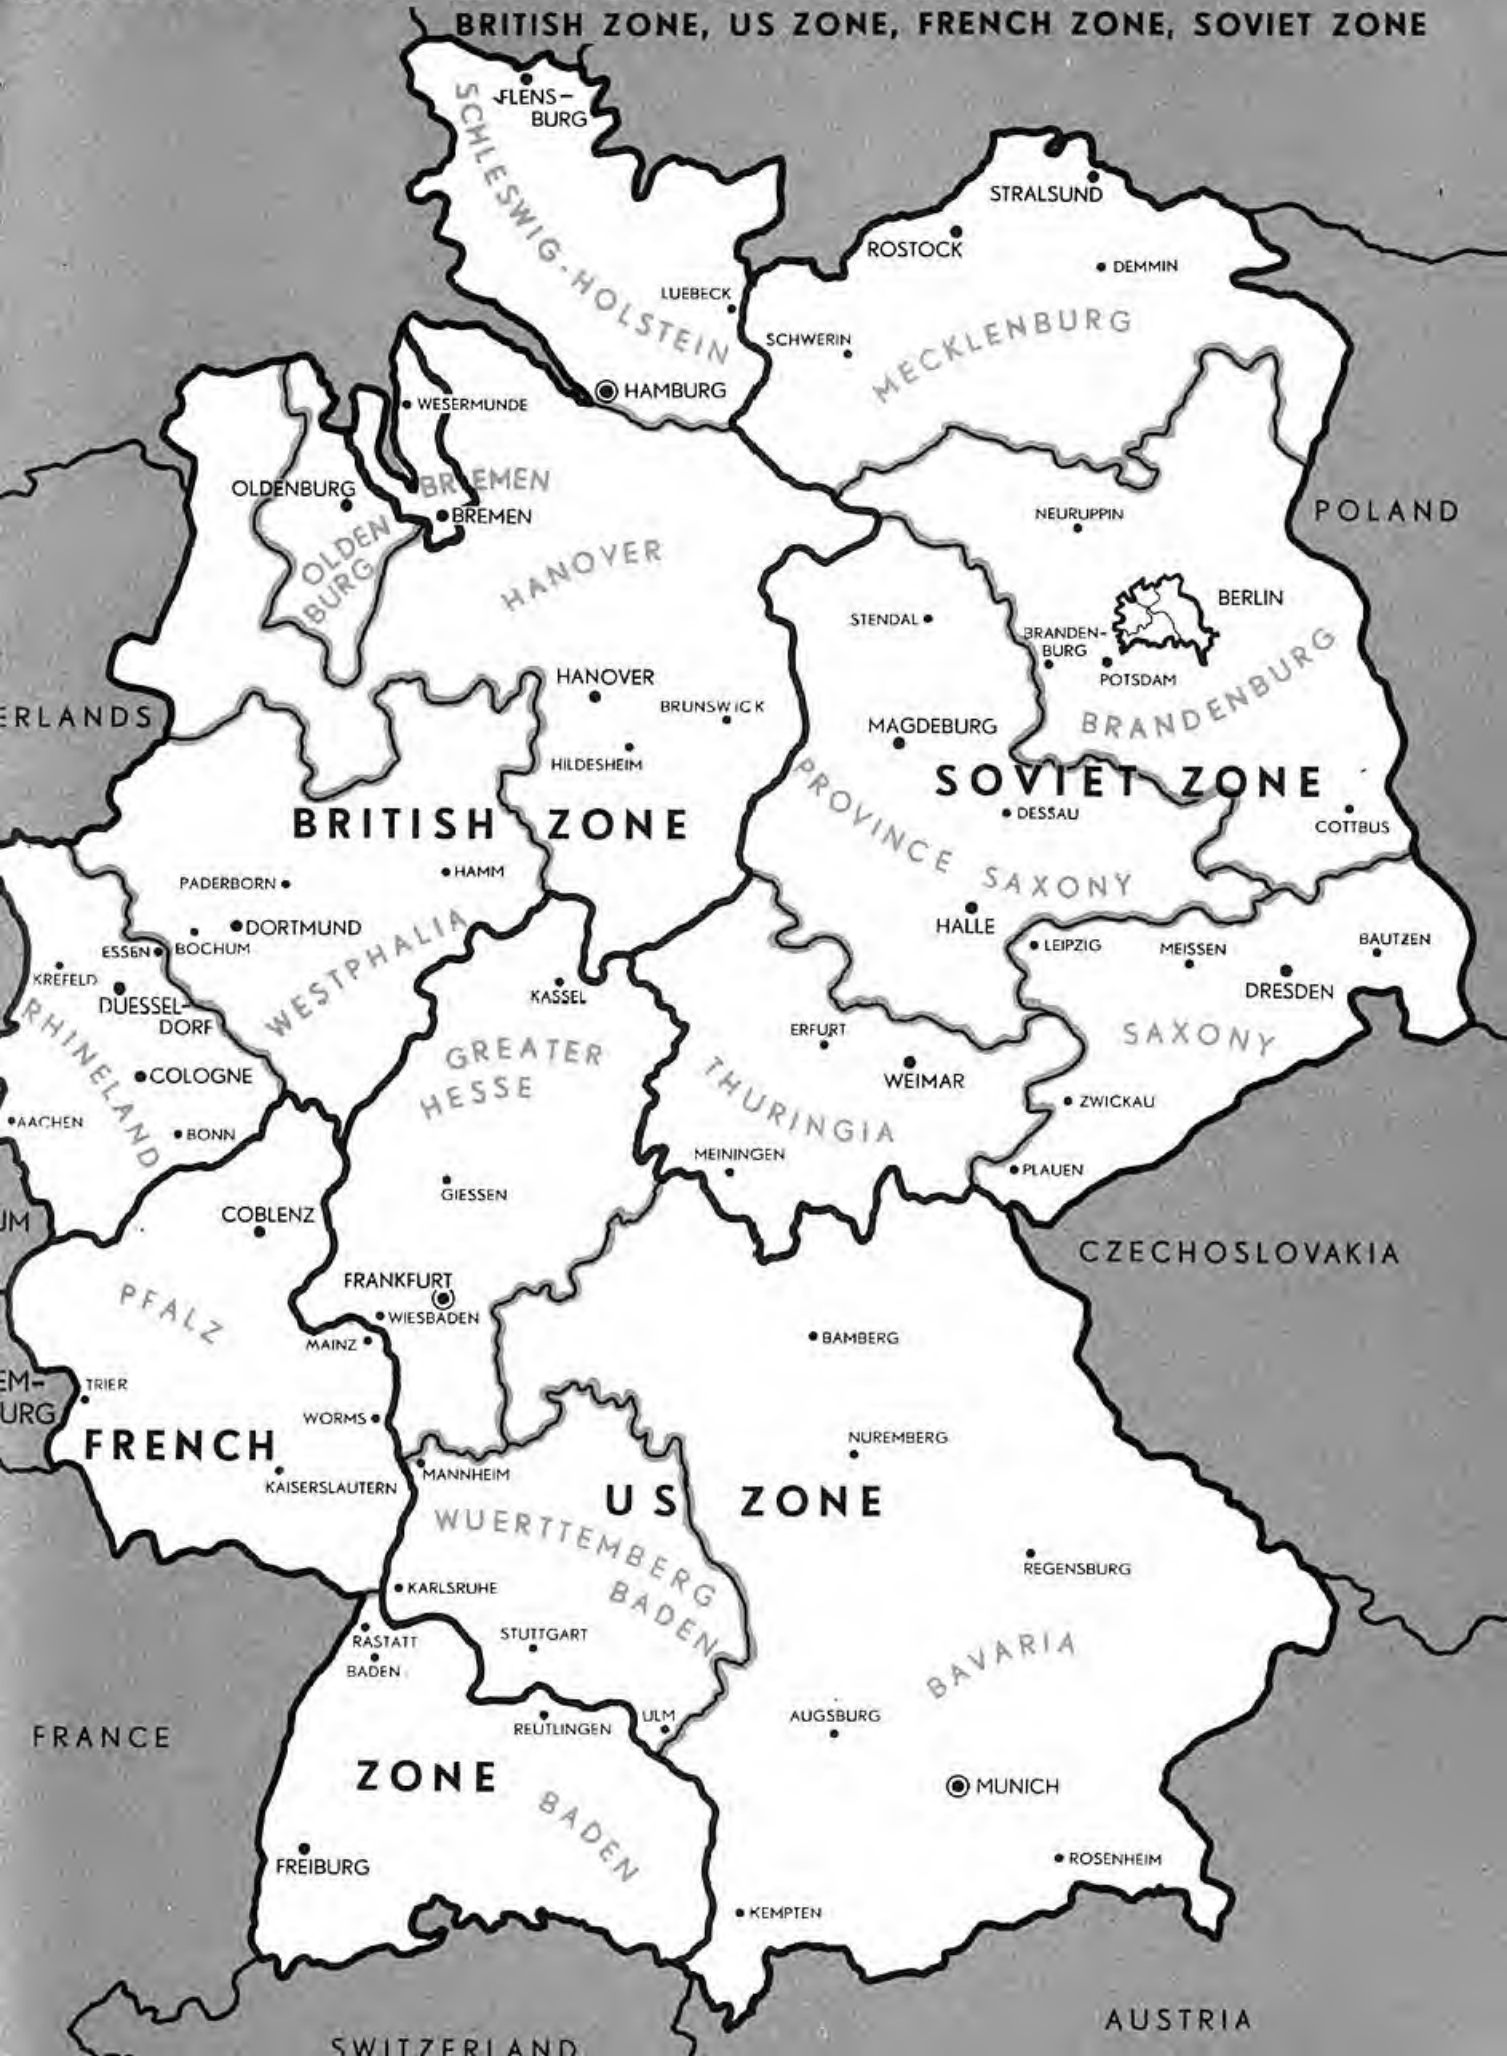 BRITISH ZONE, US ZONE, FRENCH ZONE, SOVIET ZONE
FLENS-
BURG
SCHLESWIG-HOLSTEIN
STRALSUND
ROSTOCK
DEMMIN
LUEBECK
SCHWERIN
MECKLENBURG
HAMBURG
WESERMUNDE
OLDENBURG
BREMEN
BREMEN
OLDEN
BURG
HANOVER
NEURUPPIN
POLAND
BERLIN
STENDAL
BRANDEN-
BURG
POTSDAM
BRANDENBURG
HANOVER
BRUNSWICK
HILDESHEIM
ERLANDS
MAGDEBURG
SOVIET ZONE
PROVINCE SAXONY
DESSAU
COTTBUS
BRITISH ZONE
PADERBORN
HAMM
DORTMUND
BOCHUM
ESSEN
WESTPHALIA
KREFELD
DUESSEL-
DORF
RHINELAND
COLOGNE
AACHEN
BONN
HALLE
LEIPZIG
MEISSEN
BAUTZEN
DRESDEN
SAXONY
KASSEL
GREATER
HESSE
ERFURT
WEIMAR
THURINGIA
ZWICKAU
MEININGEN
PLAUEN
GIESSEN
UM
COBLENZ
CZECHOSLOVAKIA
PFALZ
FRANKFURT
WIESBADEN
MAINZ
BAMBERG
EM-
URG
TRIER
WORMS
FRENCH
KAISERSLAUTERN
MANNHEIM
NUREMBERG
US ZONE
WUERTTEMBERG
BADEN
REGENSBURG
KARLSRUHE
STUTTGART
RASTATT
BADEN
BAVARIA
REUTLINGEN
ULM
AUGSBURG
FRANCE
ZONE
BADEN
MUNICH
FREIBURG
ROSENHEIM
KEMPTEN
AUSTRIA
SWITZERLAND